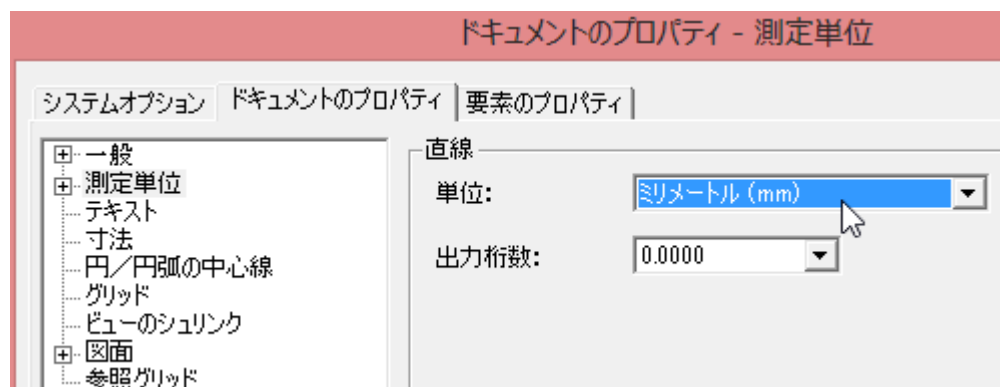 ドキュメントのプロパティ - 測定単位
システムオプション ドキュメントのプロパティ 要素のプロパティ
一般
測定単位
テキスト
寸法
円／円弧の中心線
グリッド
ビューのシュリンク
図面
参照グリッド
直線
単位: ミリメートル (mm)
出力桁数: 0.0000